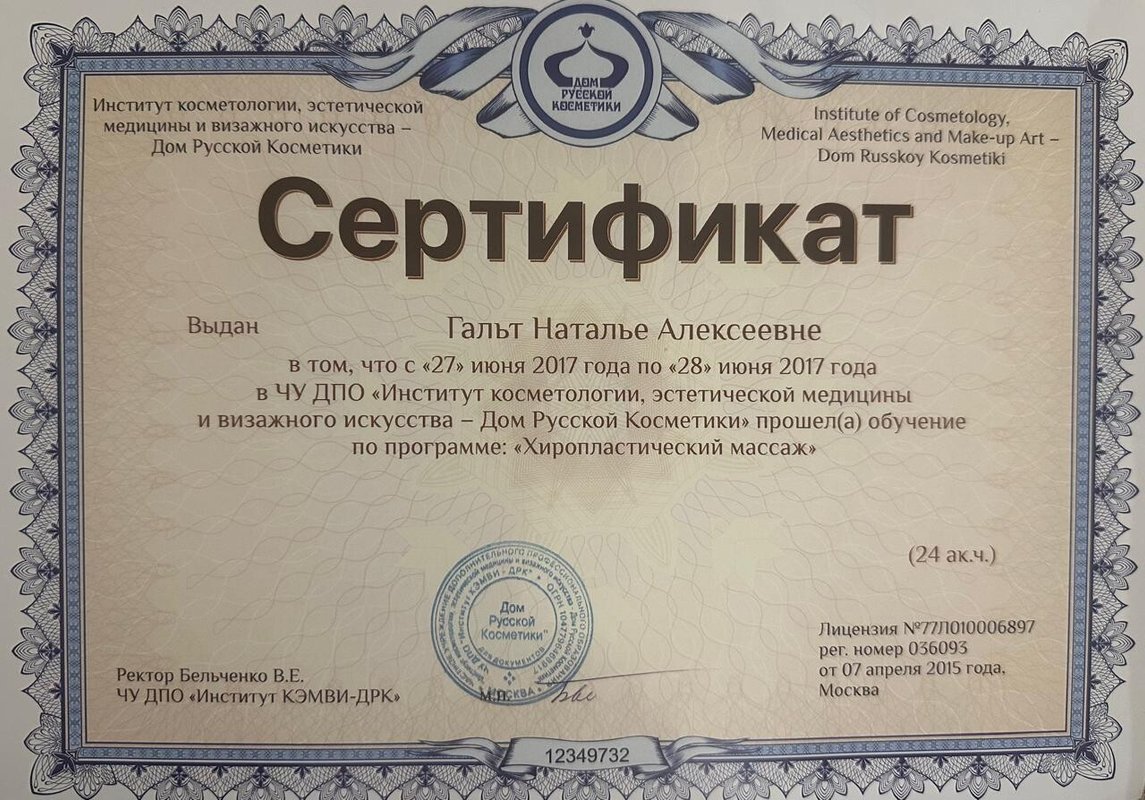 ДОМ
РУССКОЙ
КОСМЕТИКИ
Институт косметологии, эстетической
медицины и визажного искусства –
Дом Русской Косметики
Institute of Cosmetology,
Medical Aesthetics and Make-up Art –
Dom Russkoy Kosmetiki
Сертификат
Выдан Гальт Наталье Алексеевне
в том, что с «27» июня 2017 года по «28» июня 2017 года
в ЧУ ДПО «Институт косметологии, эстетической медицины
и визажного искусства – Дом Русской Косметики» прошел(а) обучение
по программе: «Хиропластический массаж»
(24 ак.ч.)
Дом
Русской
Косметики"
ДЛЯ ДОКУМЕНТОВ
МОСКВА
Лицензия №77Л010006897
рег. номер 036093
от 07 апреля 2015 года,
Москва
Ректор Бельченко В.Е.
ЧУ ДПО «Институт КЭМВИ-ДРК»
М.П.
12349732